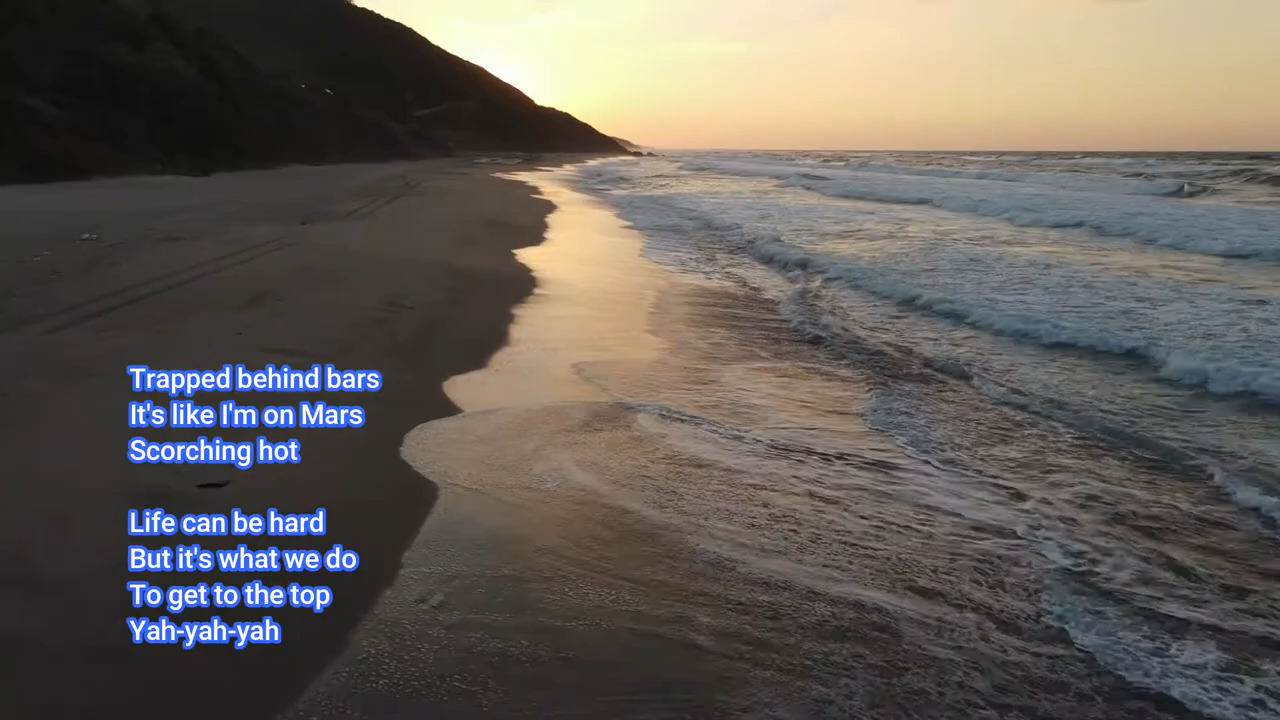 Trapped behind bars
It's like I'm on Mars
Scorching hot
Life can be hard
But it's what we do
To get to the top
Yah-yah-yah